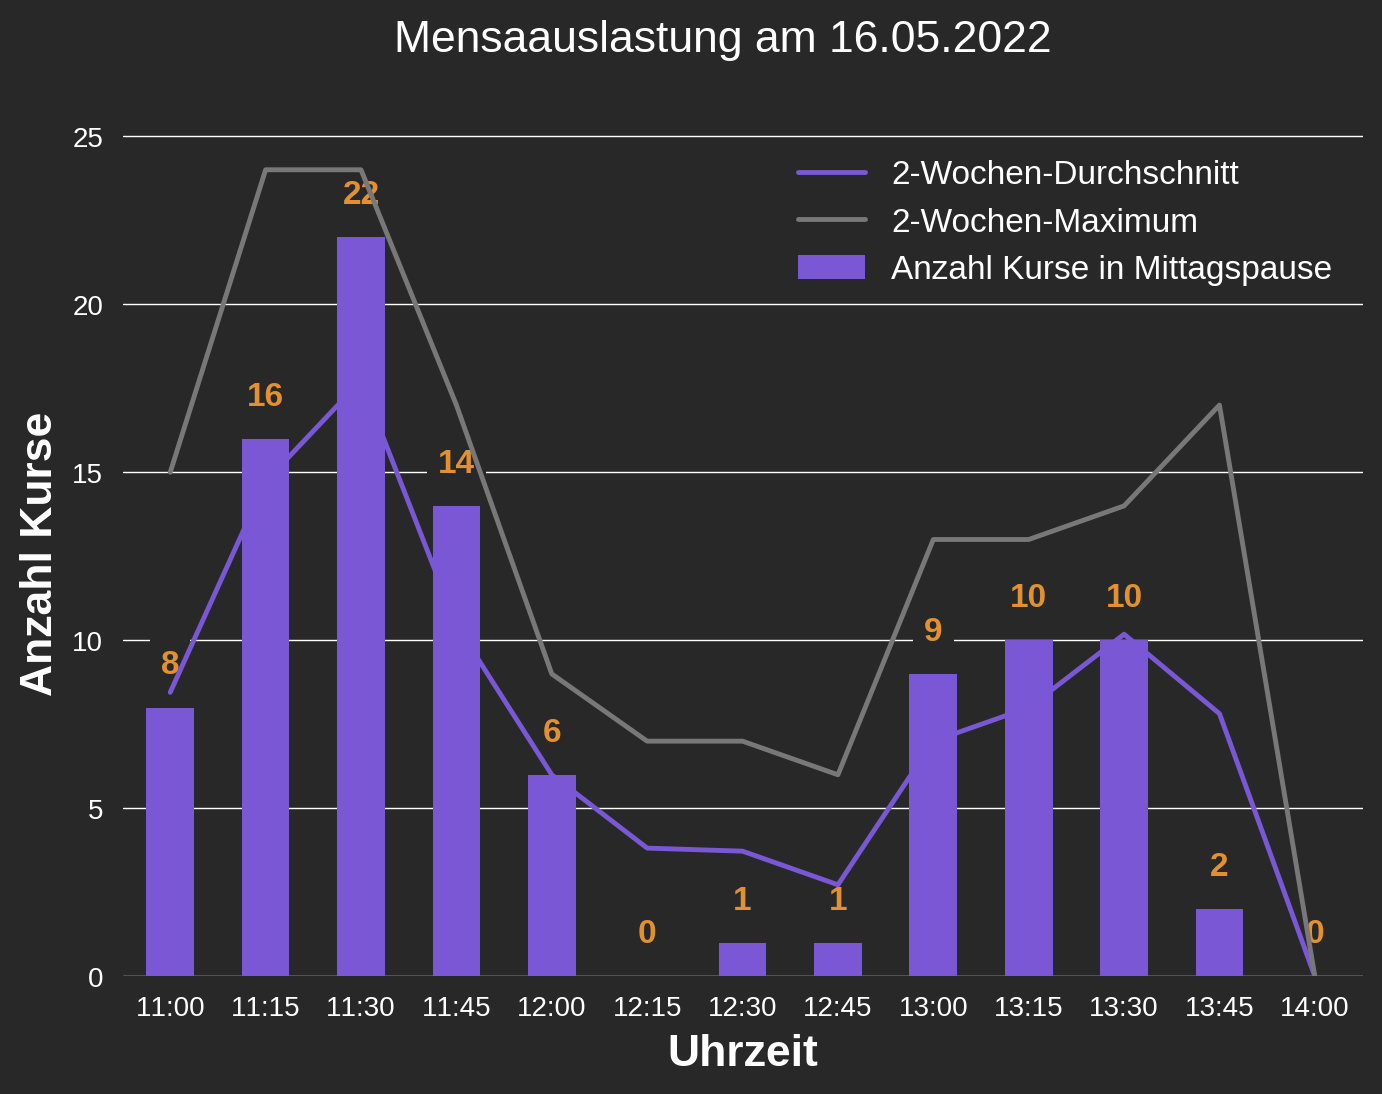 Mensaauslastung am 16.05.2022
25
20
15
10
5
0
Anzahl Kurse
2-Wochen-Durchschnitt
2-Wochen-Maximum
Anzahl Kurse in Mittagspause
8
16
22
14
6
0
1
1
9
10
10
2
0
11:00 11:15 11:30 11:45 12:00 12:15 12:30 12:45 13:00 13:15 13:30 13:45 14:00
Uhrzeit